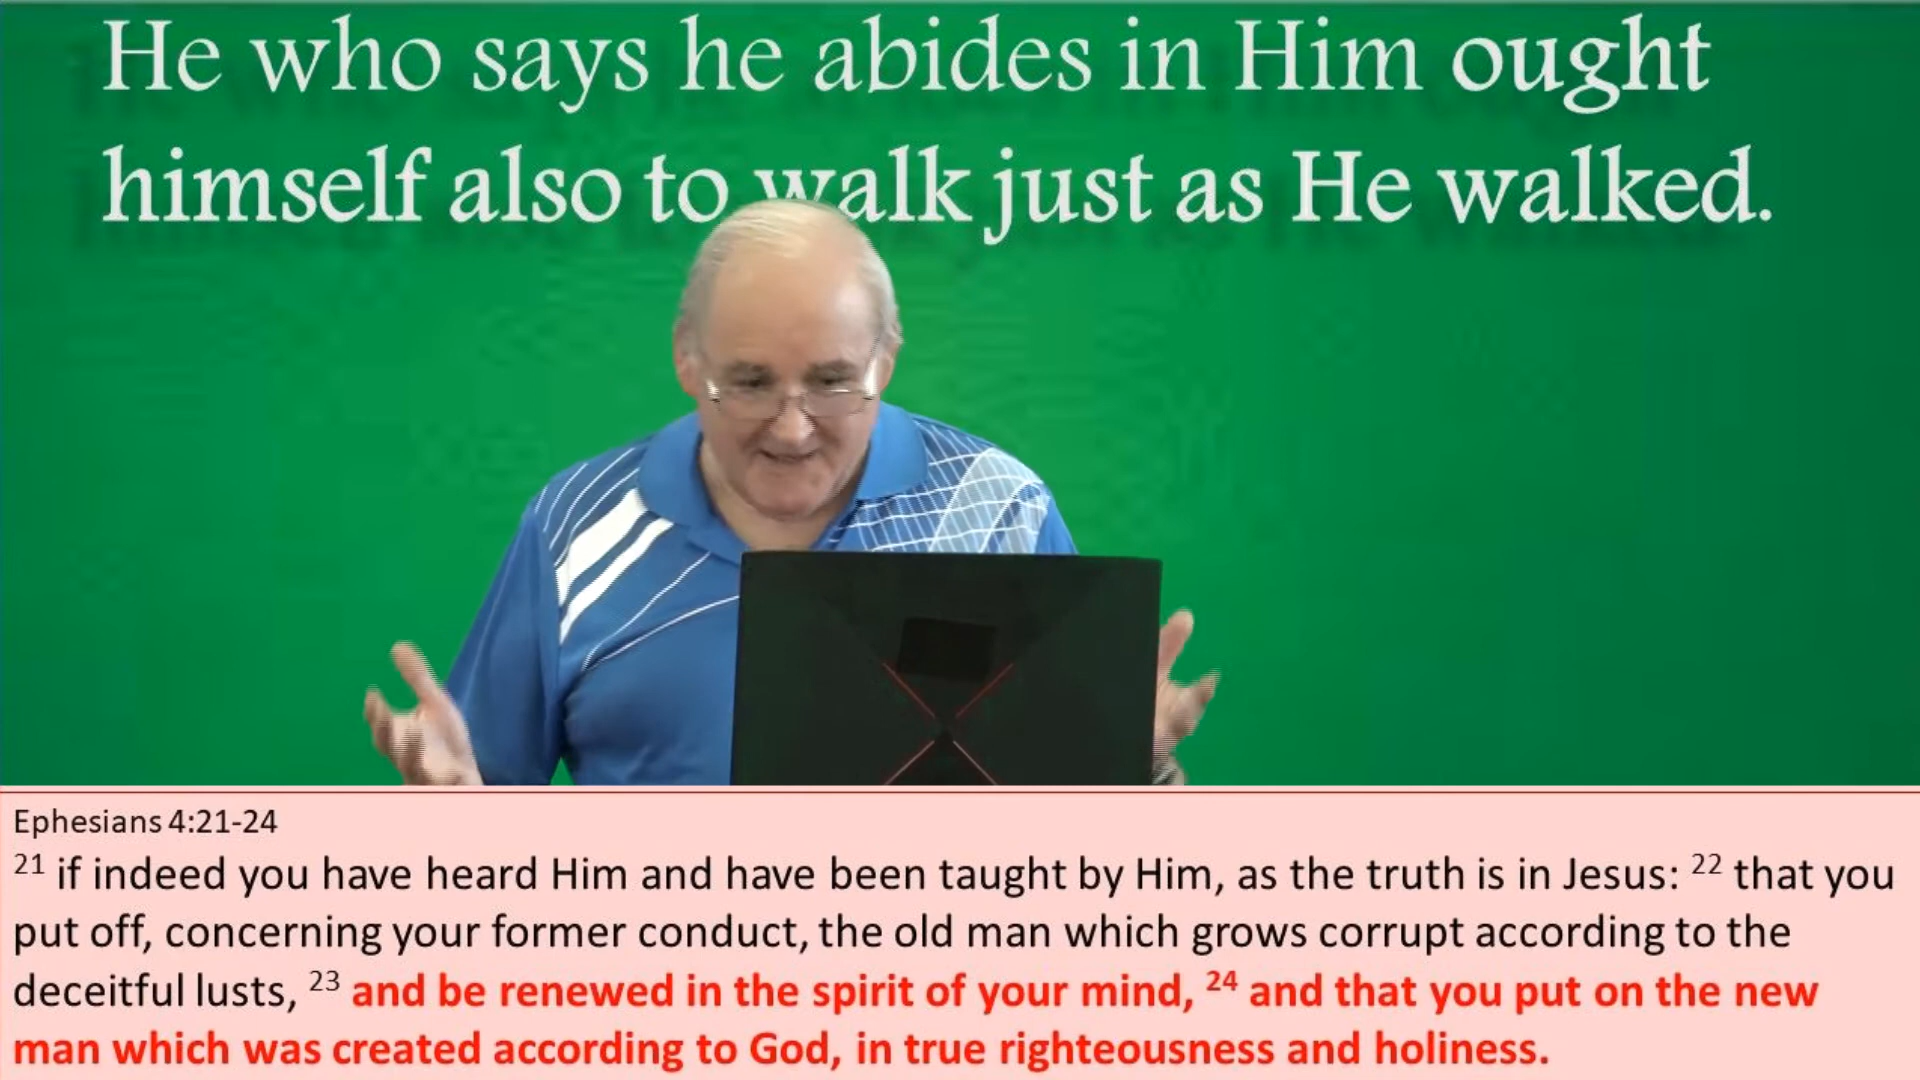 He who says he abides in Him ought
himself also to walk just as He walked.
Ephesians 4:21-24
21 if indeed you have heard Him and have been taught by Him, as the truth is in Jesus: 22 that you
put off, concerning your former conduct, the old man which grows corrupt according to the
deceitful lusts, 23 and be renewed in the spirit of your mind, 24 and that you put on the new
man which was created according to God, in true righteousness and holiness.